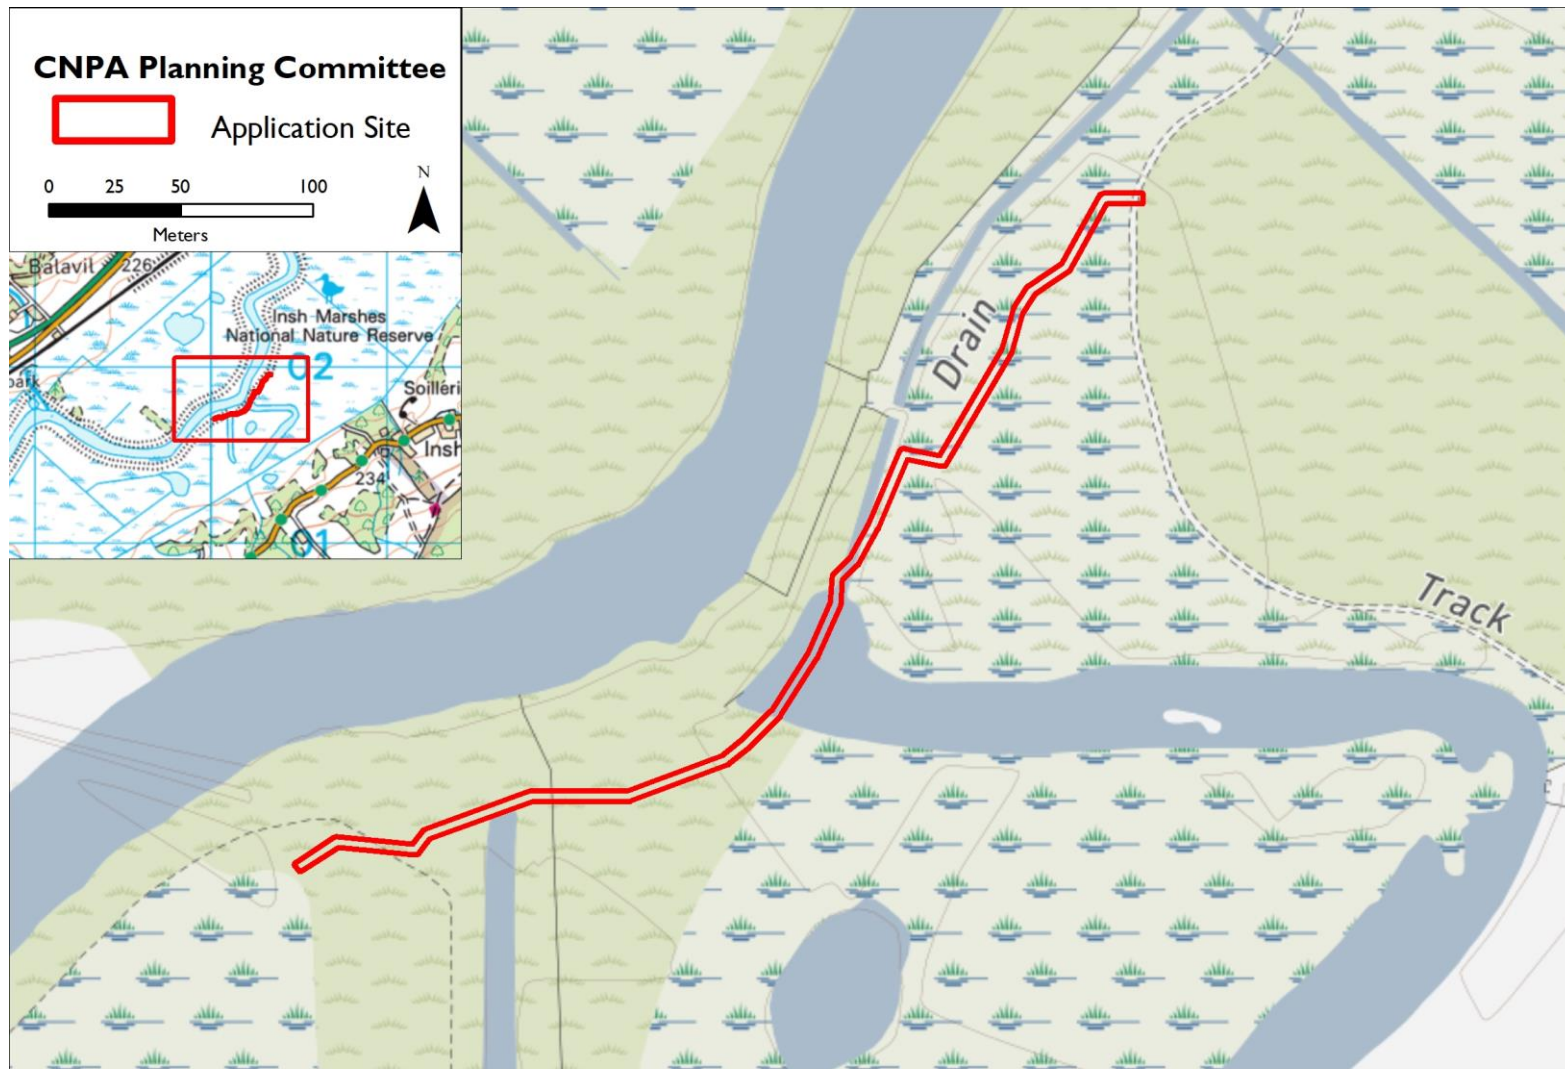 CNPA Planning Committee
Application Site
N
0 25 50 100
Meters
Balavil 226
Insh Marshes
National Nature Reserve
02
park
Soilleri
Insh
234
01
Drain
Track